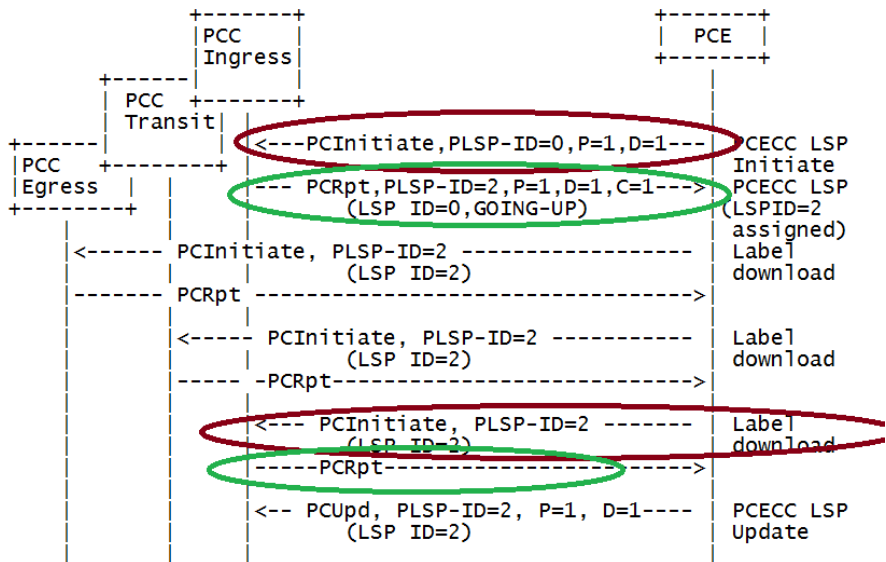 +-------+ +-------+
|PCC | | PCE |
|Ingress| +-------+
+------| | |
| PCC +-------+ |
| Transit| | |
+------| | |<---PCInitiate,PLSP-ID=0,P=1,D=1---| PCECC LSP
|PCC +--------+ | | Initiate
|Egress | | |--- PCRpt,PLSP-ID=2,P=1,D=1,C=1--->| PCECC LSP
+--------+ | | (LSP ID=0,GOING-UP) |(LSPID=2
| | | | assigned)
|<------ PCInitiate, PLSP-ID=2 ------------- | Label
| | | (LSP ID=2) | download
|------- PCRpt ----------------------------->|
| | | |
| |<----- PCInitiate, PLSP-ID=2 ---------- | Label
| | | (LSP ID=2) | download
| |----- -PCRpt------------------------->|
| | | |
| | |<--- PCInitiate, PLSP-ID=2 ------- | Label
| | | (LSP ID=2) | download
| | |-----PCRpt---------------------->|
| | | |
| | |<-- PCUpd, PLSP-ID=2, P=1, D=1---- | PCECC LSP
| | | (LSP ID=2) | Update
| | | |